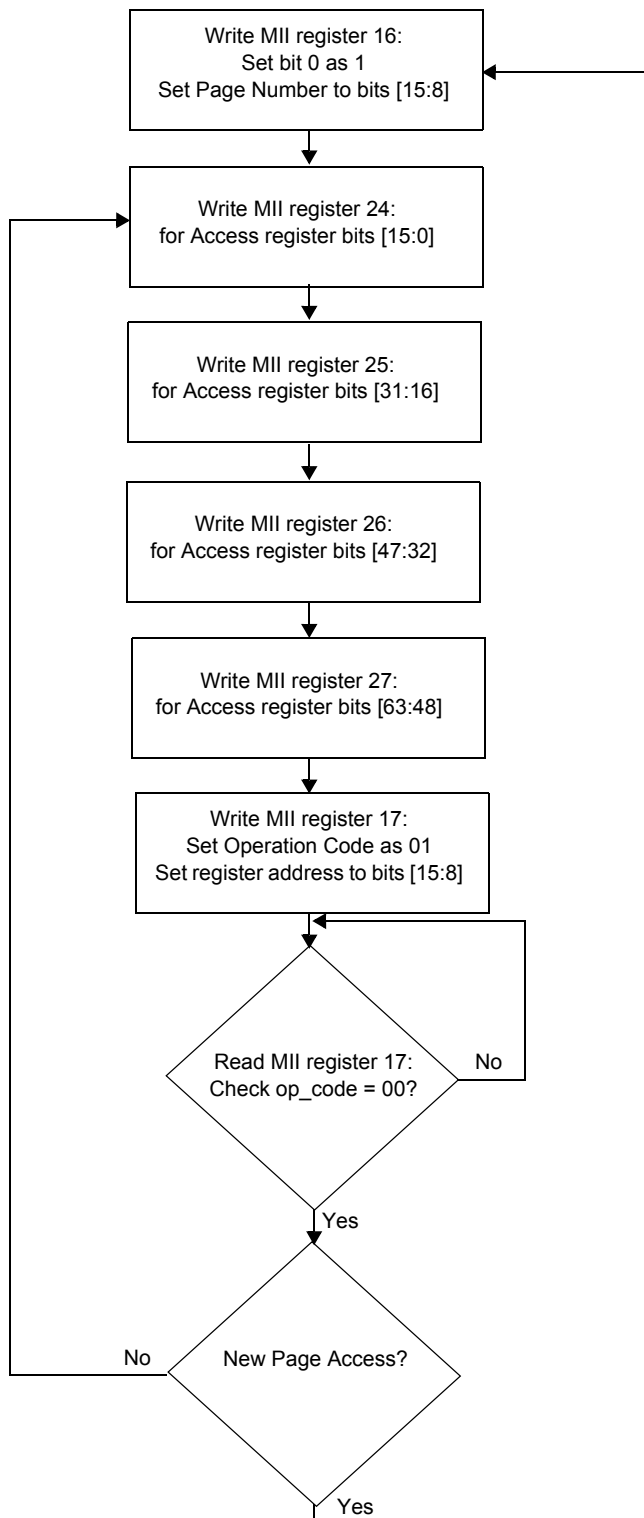 Write MII register 16:
Set bit 0 as 1
Set Page Number to bits [15:8]
Write MII register 24:
for Access register bits [15:0]
Write MII register 25:
for Access register bits [31:16]
Write MII register 26:
for Access register bits [47:32]
Write MII register 27:
for Access register bits [63:48]
Write MII register 17:
Set Operation Code as 01
Set register address to bits [15:8]
Read MII register 17:
Check op_code = 00?
No
Yes
New Page Access?
No
Yes